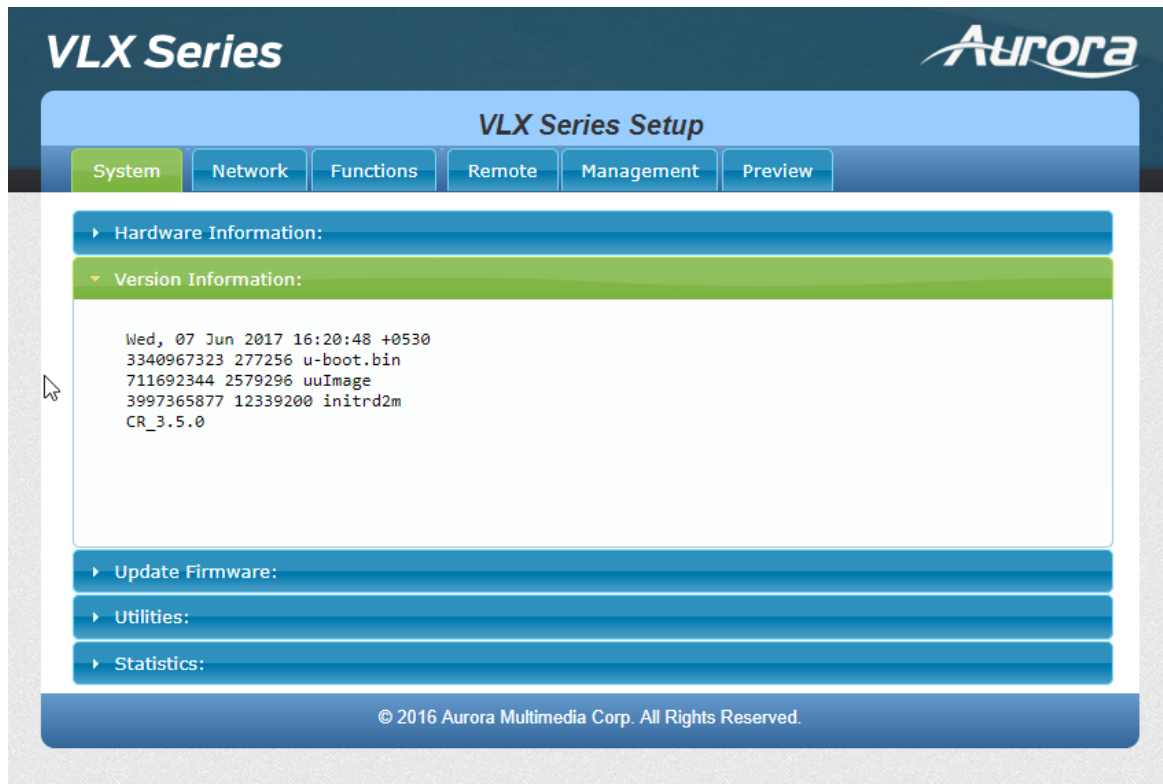 VLX Series
Aurora
VLX Series Setup
System Network Functions Remote Management Preview
Hardware Information:
Version Information:
Wed, 07 Jun 2017 16:20:48 +0530
3340967323 277256 u-boot.bin
711692344 2579296 uuImage
3997365877 12339200 initrd2m
CR_3.5.0
Update Firmware:
Utilities:
Statistics:
© 2016 Aurora Multimedia Corp. All Rights Reserved.